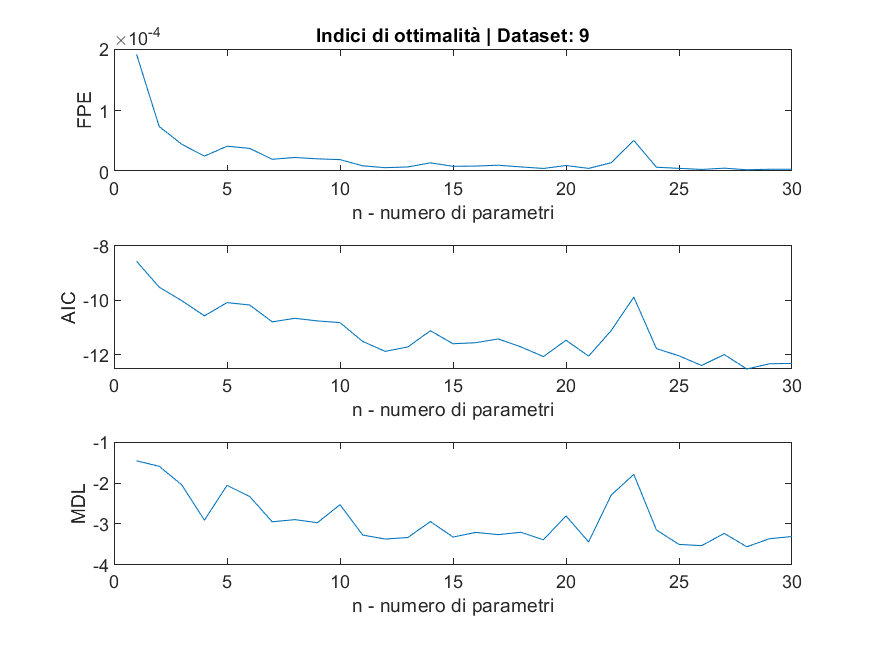 Indici di ottimalità | Dataset: 9
×10-4
2
1
0
FPE
0 5 10 15 20 25 30
n - numero di parametri
-8
-10
-12
AIC
0 5 10 15 20 25 30
n - numero di parametri
-1
-2
-3
-4
MDL
0 5 10 15 20 25 30
n - numero di parametri